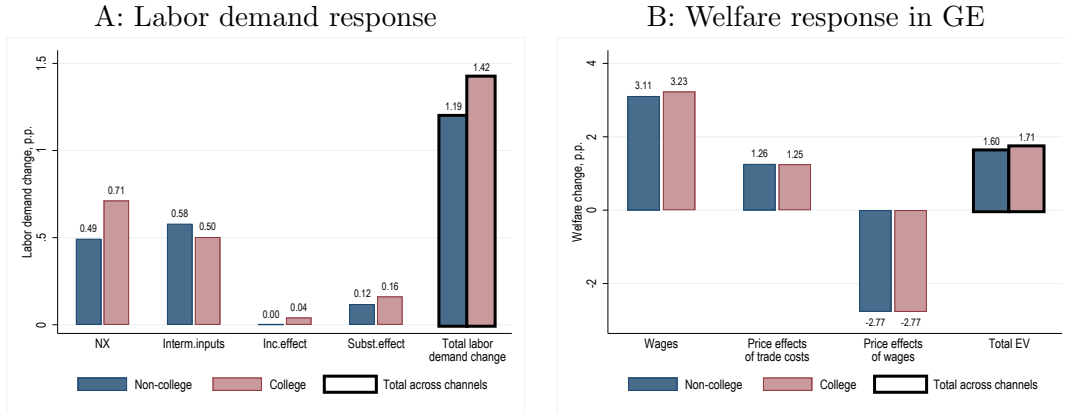 A: Labor demand response
Labor demand change, p.p.
1.5
1
.5
0
0.49
0.71
0.58
0.50
0.00
0.04
0.12
0.16
1.19
1.42
NX
Interm.inputs
Inc.effect
Subst.effect
Total labor
demand change
Non-college
College
Total across channels
B: Welfare response in GE
Welfare change, p.p.
4
2
0
-2
3.11
3.23
1.26
1.25
-2.77
-2.77
1.60
1.71
Wages
Price effects
of trade costs
Price effects
of wages
Total EV
Non-college
College
Total across channels